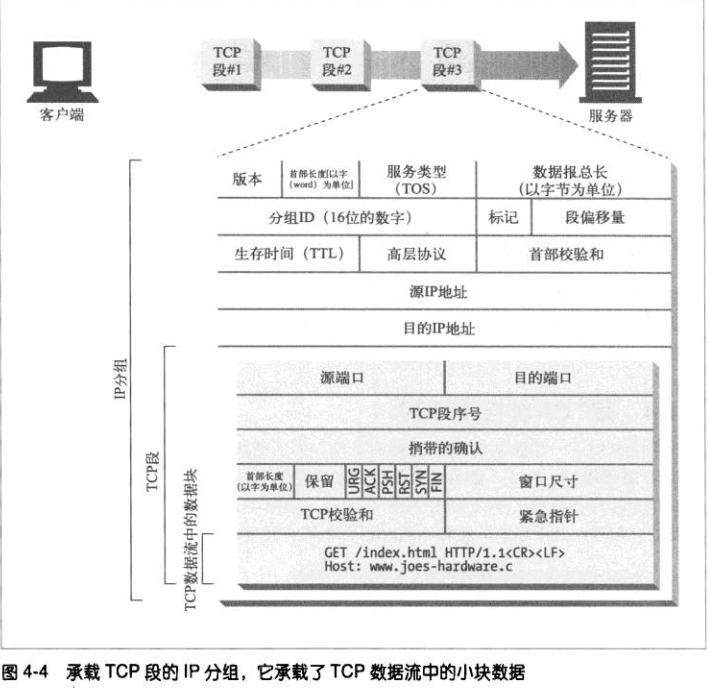 TCP
段#1
TCP
段#2
TCP
段#3
客户端
服务器
版本
首部长度[以字
(word) 为单位]
服务类型
(TOS)
数据报总长
(以字节为单位)
分组ID (16位的数字)
标记
段偏移量
生存时间 (TTL)
高层协议
首部校验和
源IP地址
目的IP地址
IP分组
TCP段
TCP数据流中的数据块
源端口
目的端口
TCP段序号
捎带的确认
首部长度
(以字为单位)
保留
URG
ACK
PSH
RST
SYN
FIN
窗口尺寸
TCP校验和
紧急指针
GET /index.html HTTP/1.1<CR><LF>
Host: www.joes-hardware.c
图 4-4 承载 TCP 段的 IP 分组，它承载了 TCP 数据流中的小块数据